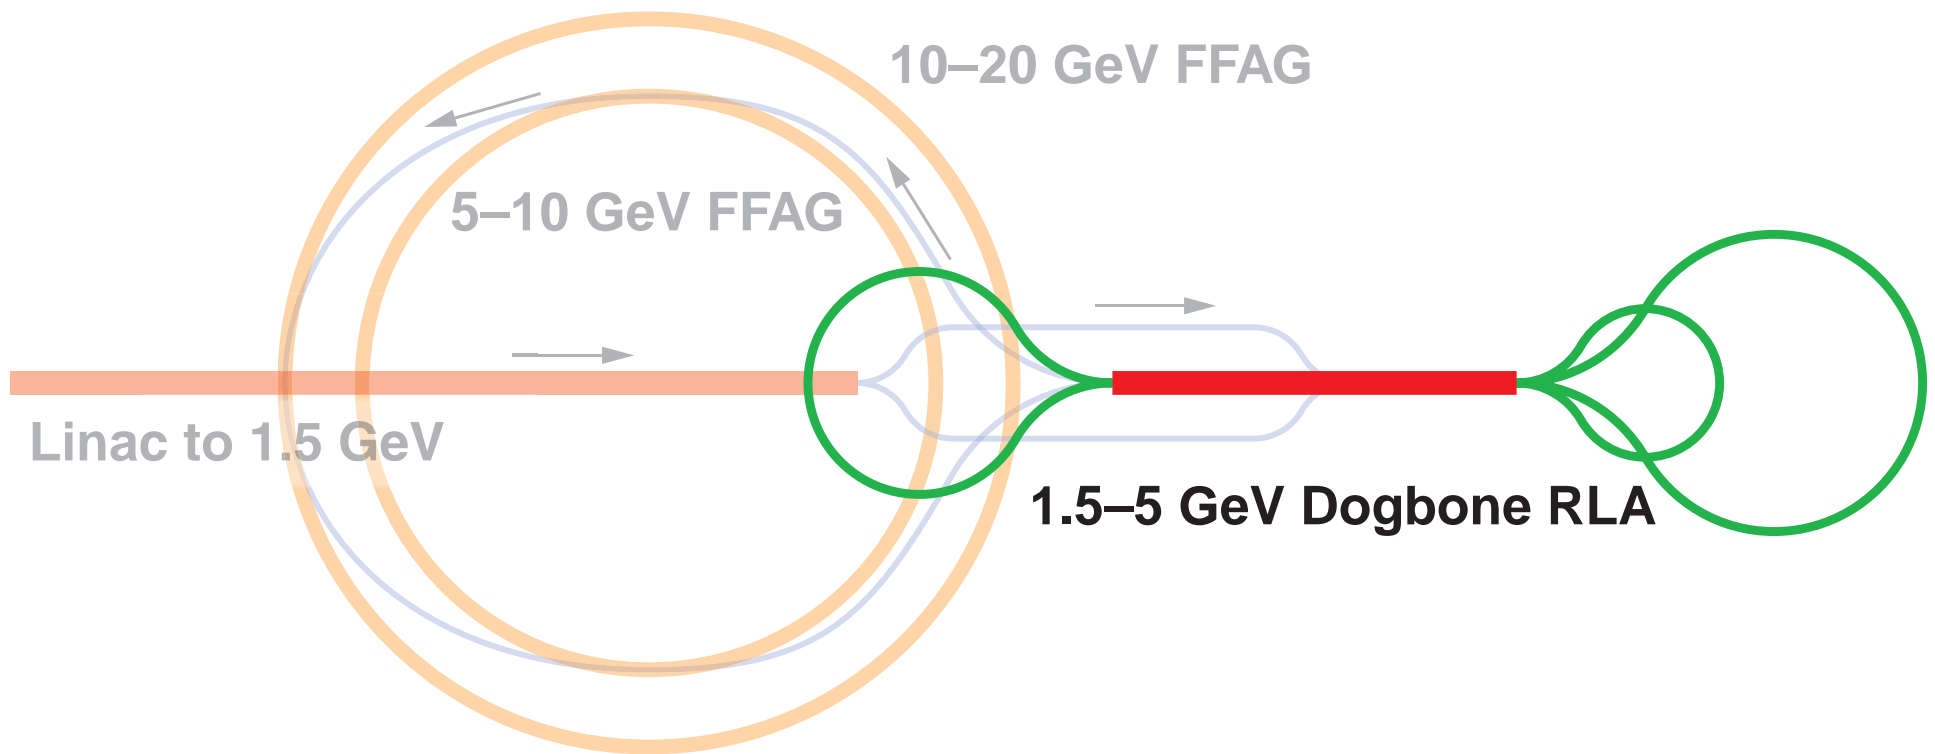 10–20 GeV FFAG
5–10 GeV FFAG
Linac to 1.5 GeV
1.5–5 GeV Dogbone RLA